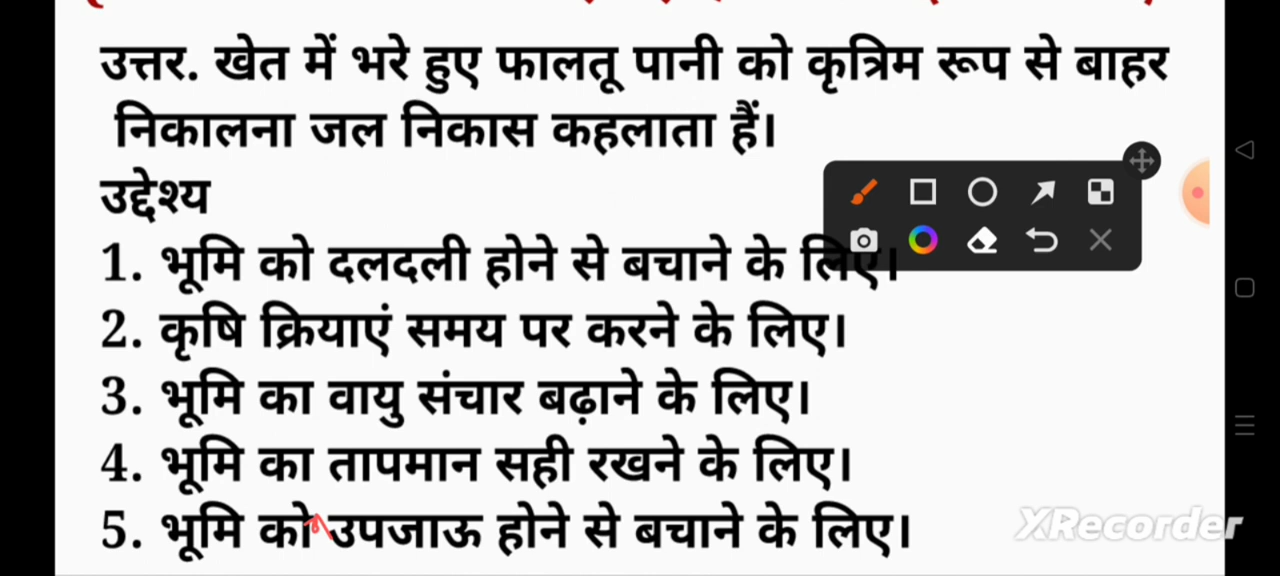 उत्तर. खेत में भरे हुए फालतू पानी को कृत्रिम रूप से बाहर
निकालना जल निकास कहलाता हैं।
उद्देश्य
1. भूमि को दलदली होने से बचाने के लिए।
2. कृषि क्रियाएं समय पर करने के लिए।
3. भूमि का वायु संचार बढ़ाने के लिए।
4. भूमि का तापमान सही रखने के लिए।
5. भूमि को उपजाऊ होने से बचाने के लिए।
XRecorder